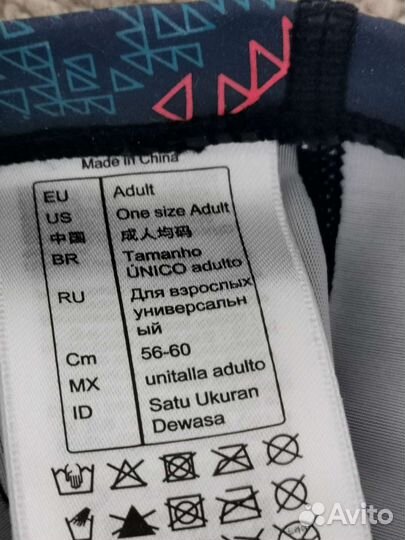 Made in China
EU Adult
US One size Adult
中国 成人均码
BR Tamanho
ÚNICO adulto
RU Для взрослых
универсальн
ый
Cm 56-60
MX unitalla adulto
ID Satu Ukuran
Dewasa
Avito